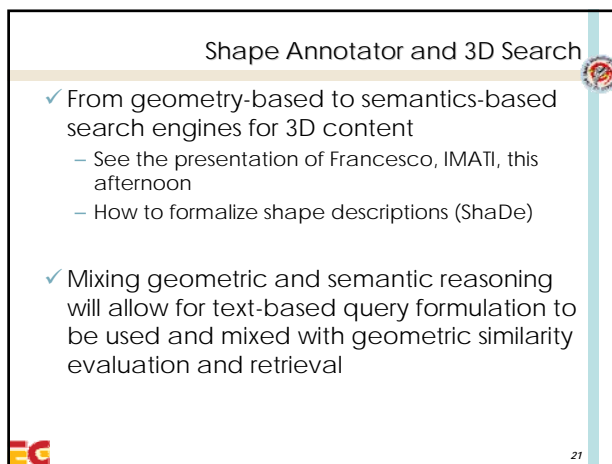 Shape Annotator and 3D Search
✓ From geometry-based to semantics-based
search engines for 3D content
– See the presentation of Francesco, IMATI, this
afternoon
– How to formalize shape descriptions (ShaDe)
✓ Mixing geometric and semantic reasoning
will allow for text-based query formulation to
be used and mixed with geometric similarity
evaluation and retrieval
EG
21